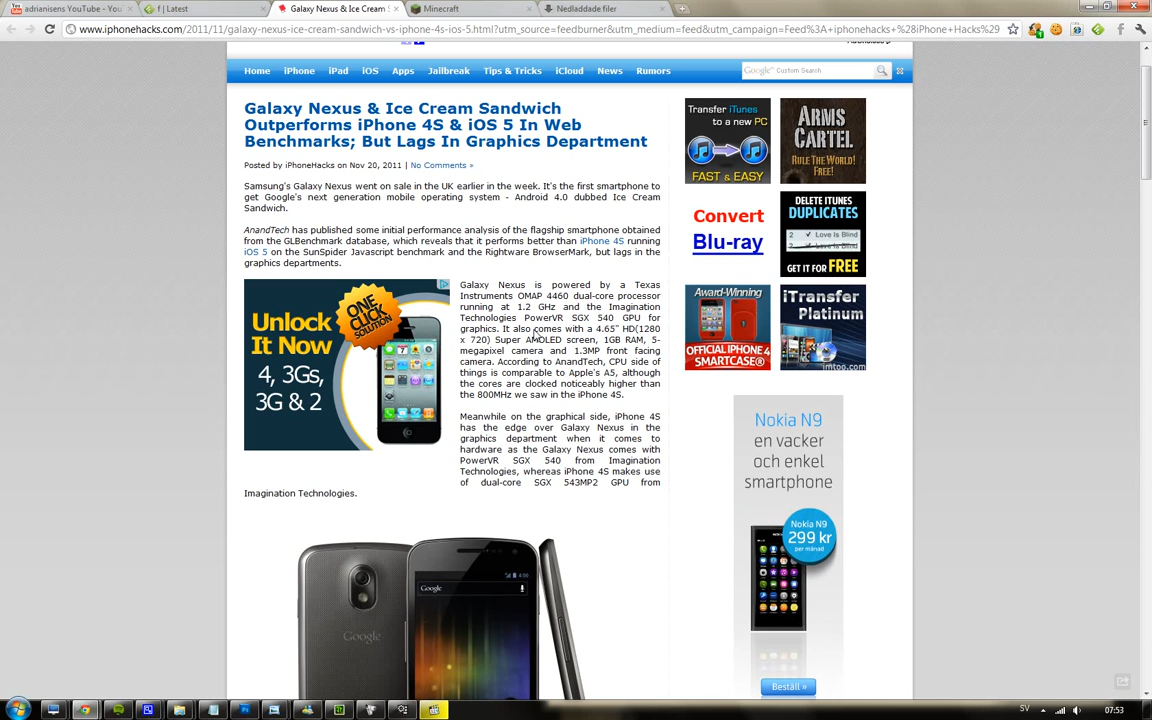 adrianisens YouTube - You
f | Latest
Galaxy Nexus & Ice Cream
Minecraft
Nedladdade filer
www.iphonehacks.com/2011/11/galaxy-nexus-ice-cream-sandwich-vs-iphone-4s-ios-5.html?utm_source=feedburner&utm_medium=feed&utm_campaign=Feed%3A+iphonehacks+%28iPhone+Hacks%29
Home iPhone iPad iOS Apps Jailbreak Tips & Tricks iCloud News Rumors
Google Custom Search
Galaxy Nexus & Ice Cream Sandwich
Outperforms iPhone 4S & iOS 5 In Web
Benchmarks; But Lags In Graphics Department
Posted by iPhoneHacks on Nov 20, 2011 | No Comments »
Samsung's Galaxy Nexus went on sale in the UK earlier in the week. It's the first smartphone to
get Google's next generation mobile operating system - Android 4.0 dubbed Ice Cream
Sandwich.
AnandTech has published some initial performance analysis of the flagship smartphone obtained
from the GLBenchmark database, which reveals that it performs better than iPhone 4S running
iOS 5 on the SunSpider Javascript benchmark and the Rightware BrowserMark, but lags in the
graphics departments.
Unlock
It Now
4, 3Gs,
3G & 2
ONE
CLICK
SOLUTION
Galaxy Nexus is powered by a Texas
Instruments OMAP 4460 dual-core processor
running at 1.2 GHz and the Imagination
Technologies PowerVR SGX 540 GPU for
graphics. It also comes with a 4.65" HD(1280
x 720) Super AMOLED screen, 1GB RAM, 5-
megapixel camera and 1.3MP front facing
camera. According to AnandTech, CPU side of
things is comparable to Apple's A5, although
the cores are clocked noticeably higher than
the 800MHz we saw in the iPhone 4S.
Meanwhile on the graphical side, iPhone 4S
has the edge over Galaxy Nexus in the
graphics department when it comes to
hardware as the Galaxy Nexus comes with
PowerVR SGX 540 from Imagination
Technologies, whereas iPhone 4S makes use
of dual-core SGX 543MP2 GPU from
Imagination Technologies.
Google
Google
Transfer iTunes
to a new PC
FAST & EASY
ARMS
CARTEL
RULE THE WORLD!
FREE!
Convert
Blu-ray
DELETE ITUNES
DUPLICATES
2 Love Is Blind
2 Love Is Blind
GET IT FOR FREE
Award-Winning
OFFICIAL IPHONE 4
SMARTCASE®
iTransfer
Platinum
imtoo.com
Nokia N9
en vacker
och enkel
smartphone
Nokia N9
299 kr
per månad
Beställ »
SV
07:53